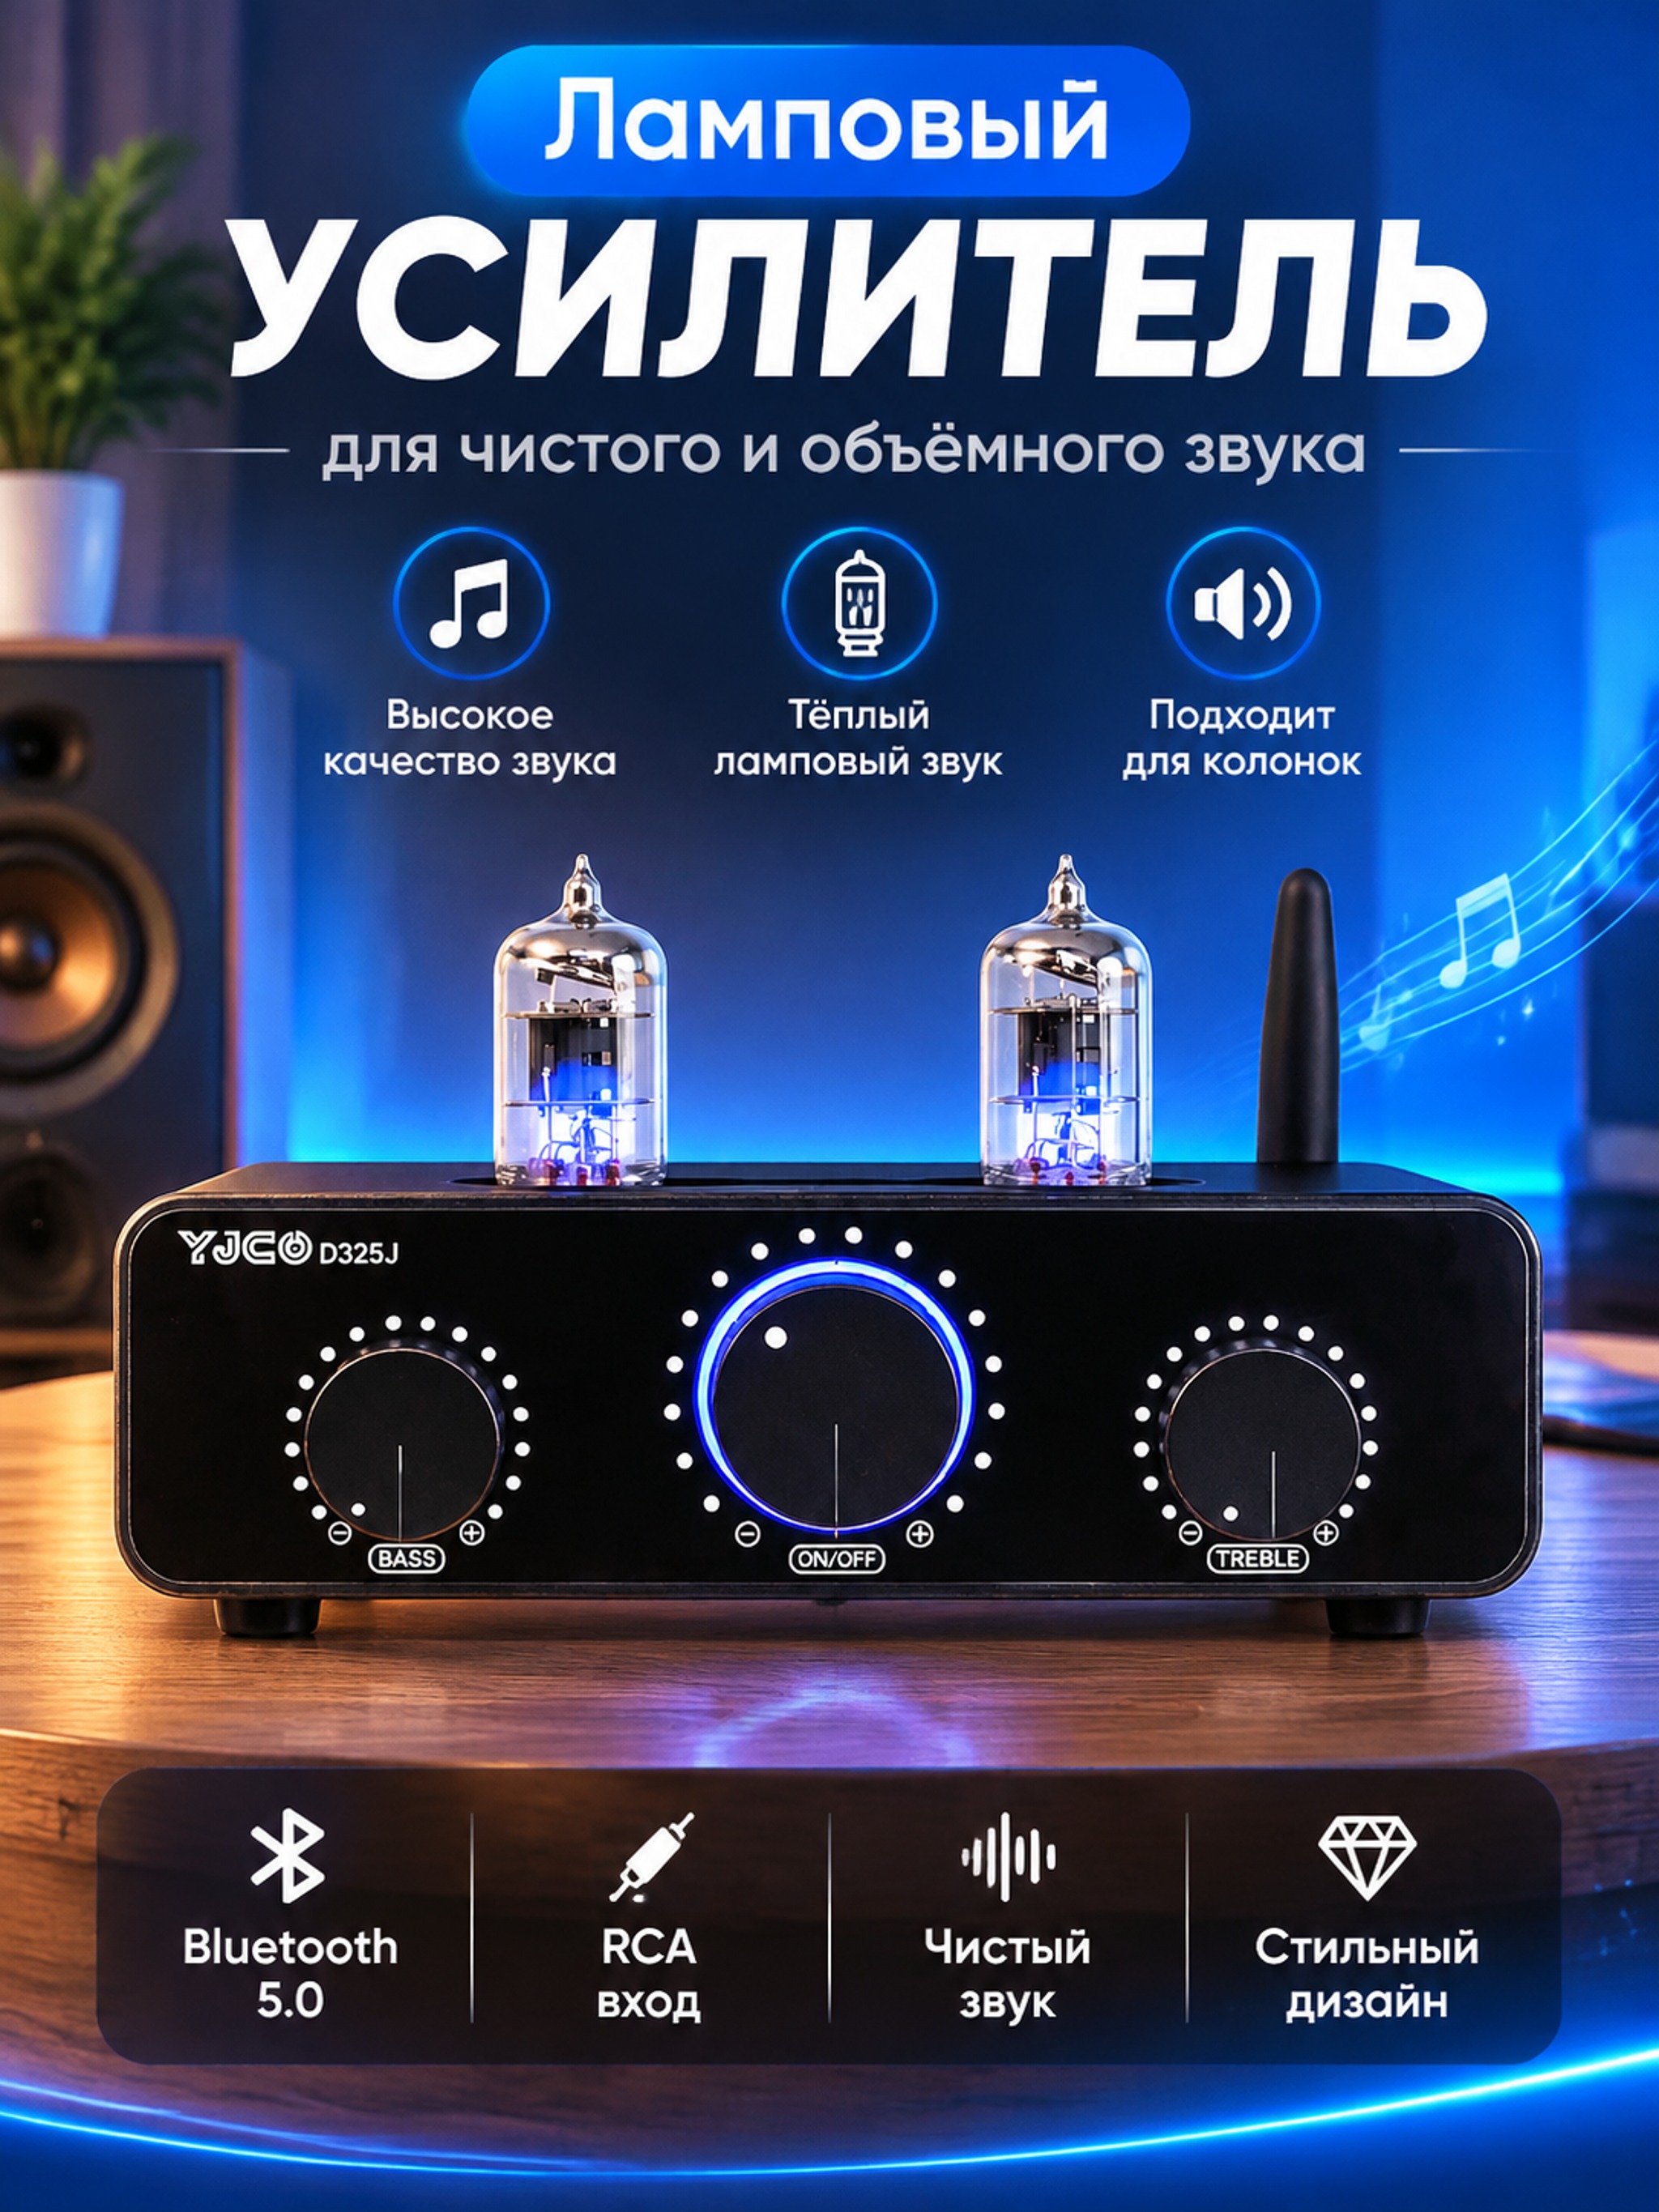 Ламповый
УСИЛИТЕЛЬ
для чистого и объёмного звука
Высокое
качество звука
Тёплый
ламповый звук
Подходит
для колонок
YJCO D325J
BASS
ON/OFF
TREBLE
Bluetooth
5.0
RCA
вход
Чистый
звук
Стильный
дизайн